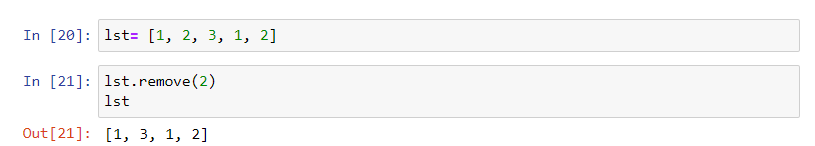 In [20]: lst= [1, 2, 3, 1, 2]
In [21]: lst.remove(2)
lst
Out[21]: [1, 3, 1, 2]